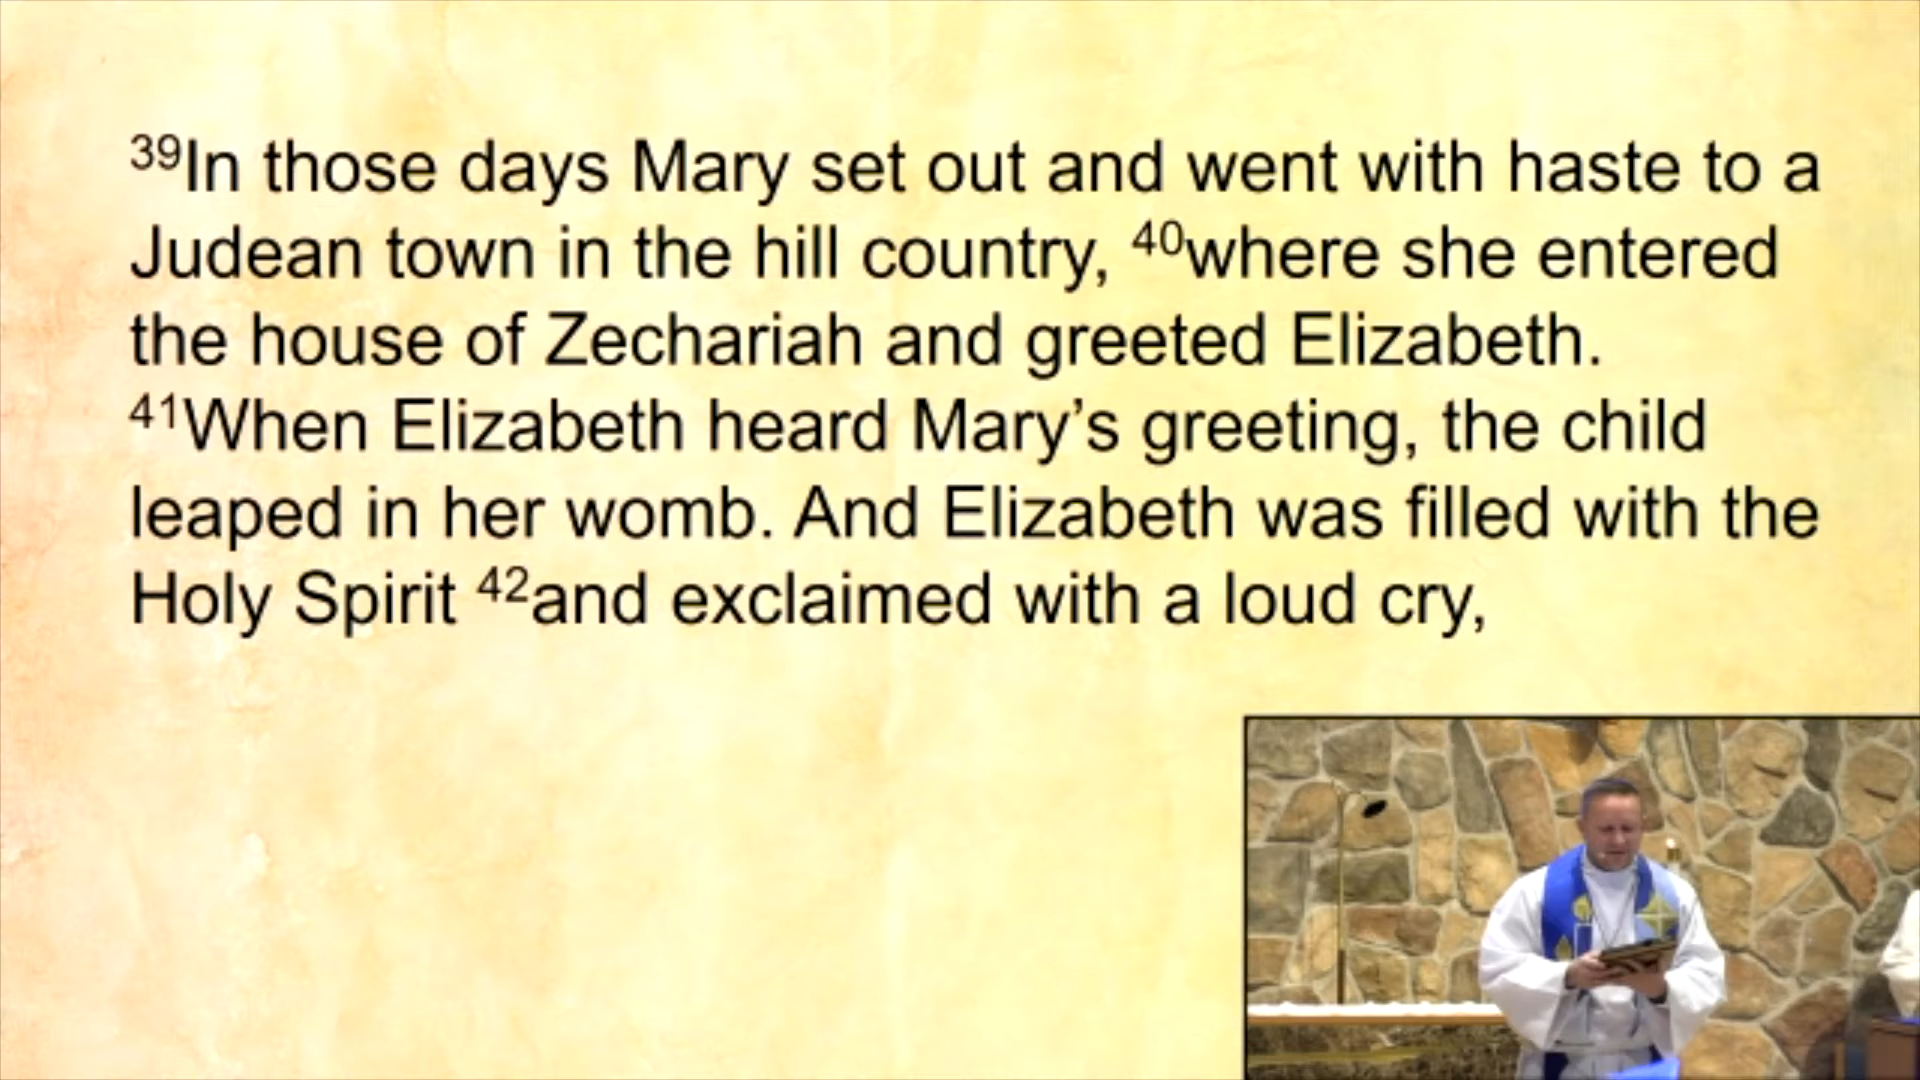 39In those days Mary set out and went with haste to a
Judean town in the hill country, 40where she entered
the house of Zechariah and greeted Elizabeth.
41When Elizabeth heard Mary’s greeting, the child
leaped in her womb. And Elizabeth was filled with the
Holy Spirit 42and exclaimed with a loud cry,